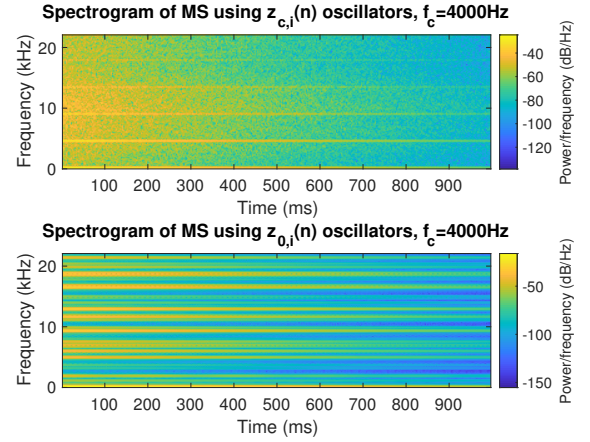 Spectrogram of MS using z_{c,i}(n) oscillators, f_c=4000Hz
20
10
0
Frequency (kHz)
100 200 300 400 500 600 700 800 900
Time (ms)
-40
-60
-80
-100
-120
Power/frequency (dB/Hz)
Spectrogram of MS using z_{0,i}(n) oscillators, f_c=4000Hz
20
10
0
Frequency (kHz)
100 200 300 400 500 600 700 800 900
Time (ms)
-50
-100
-150
Power/frequency (dB/Hz)